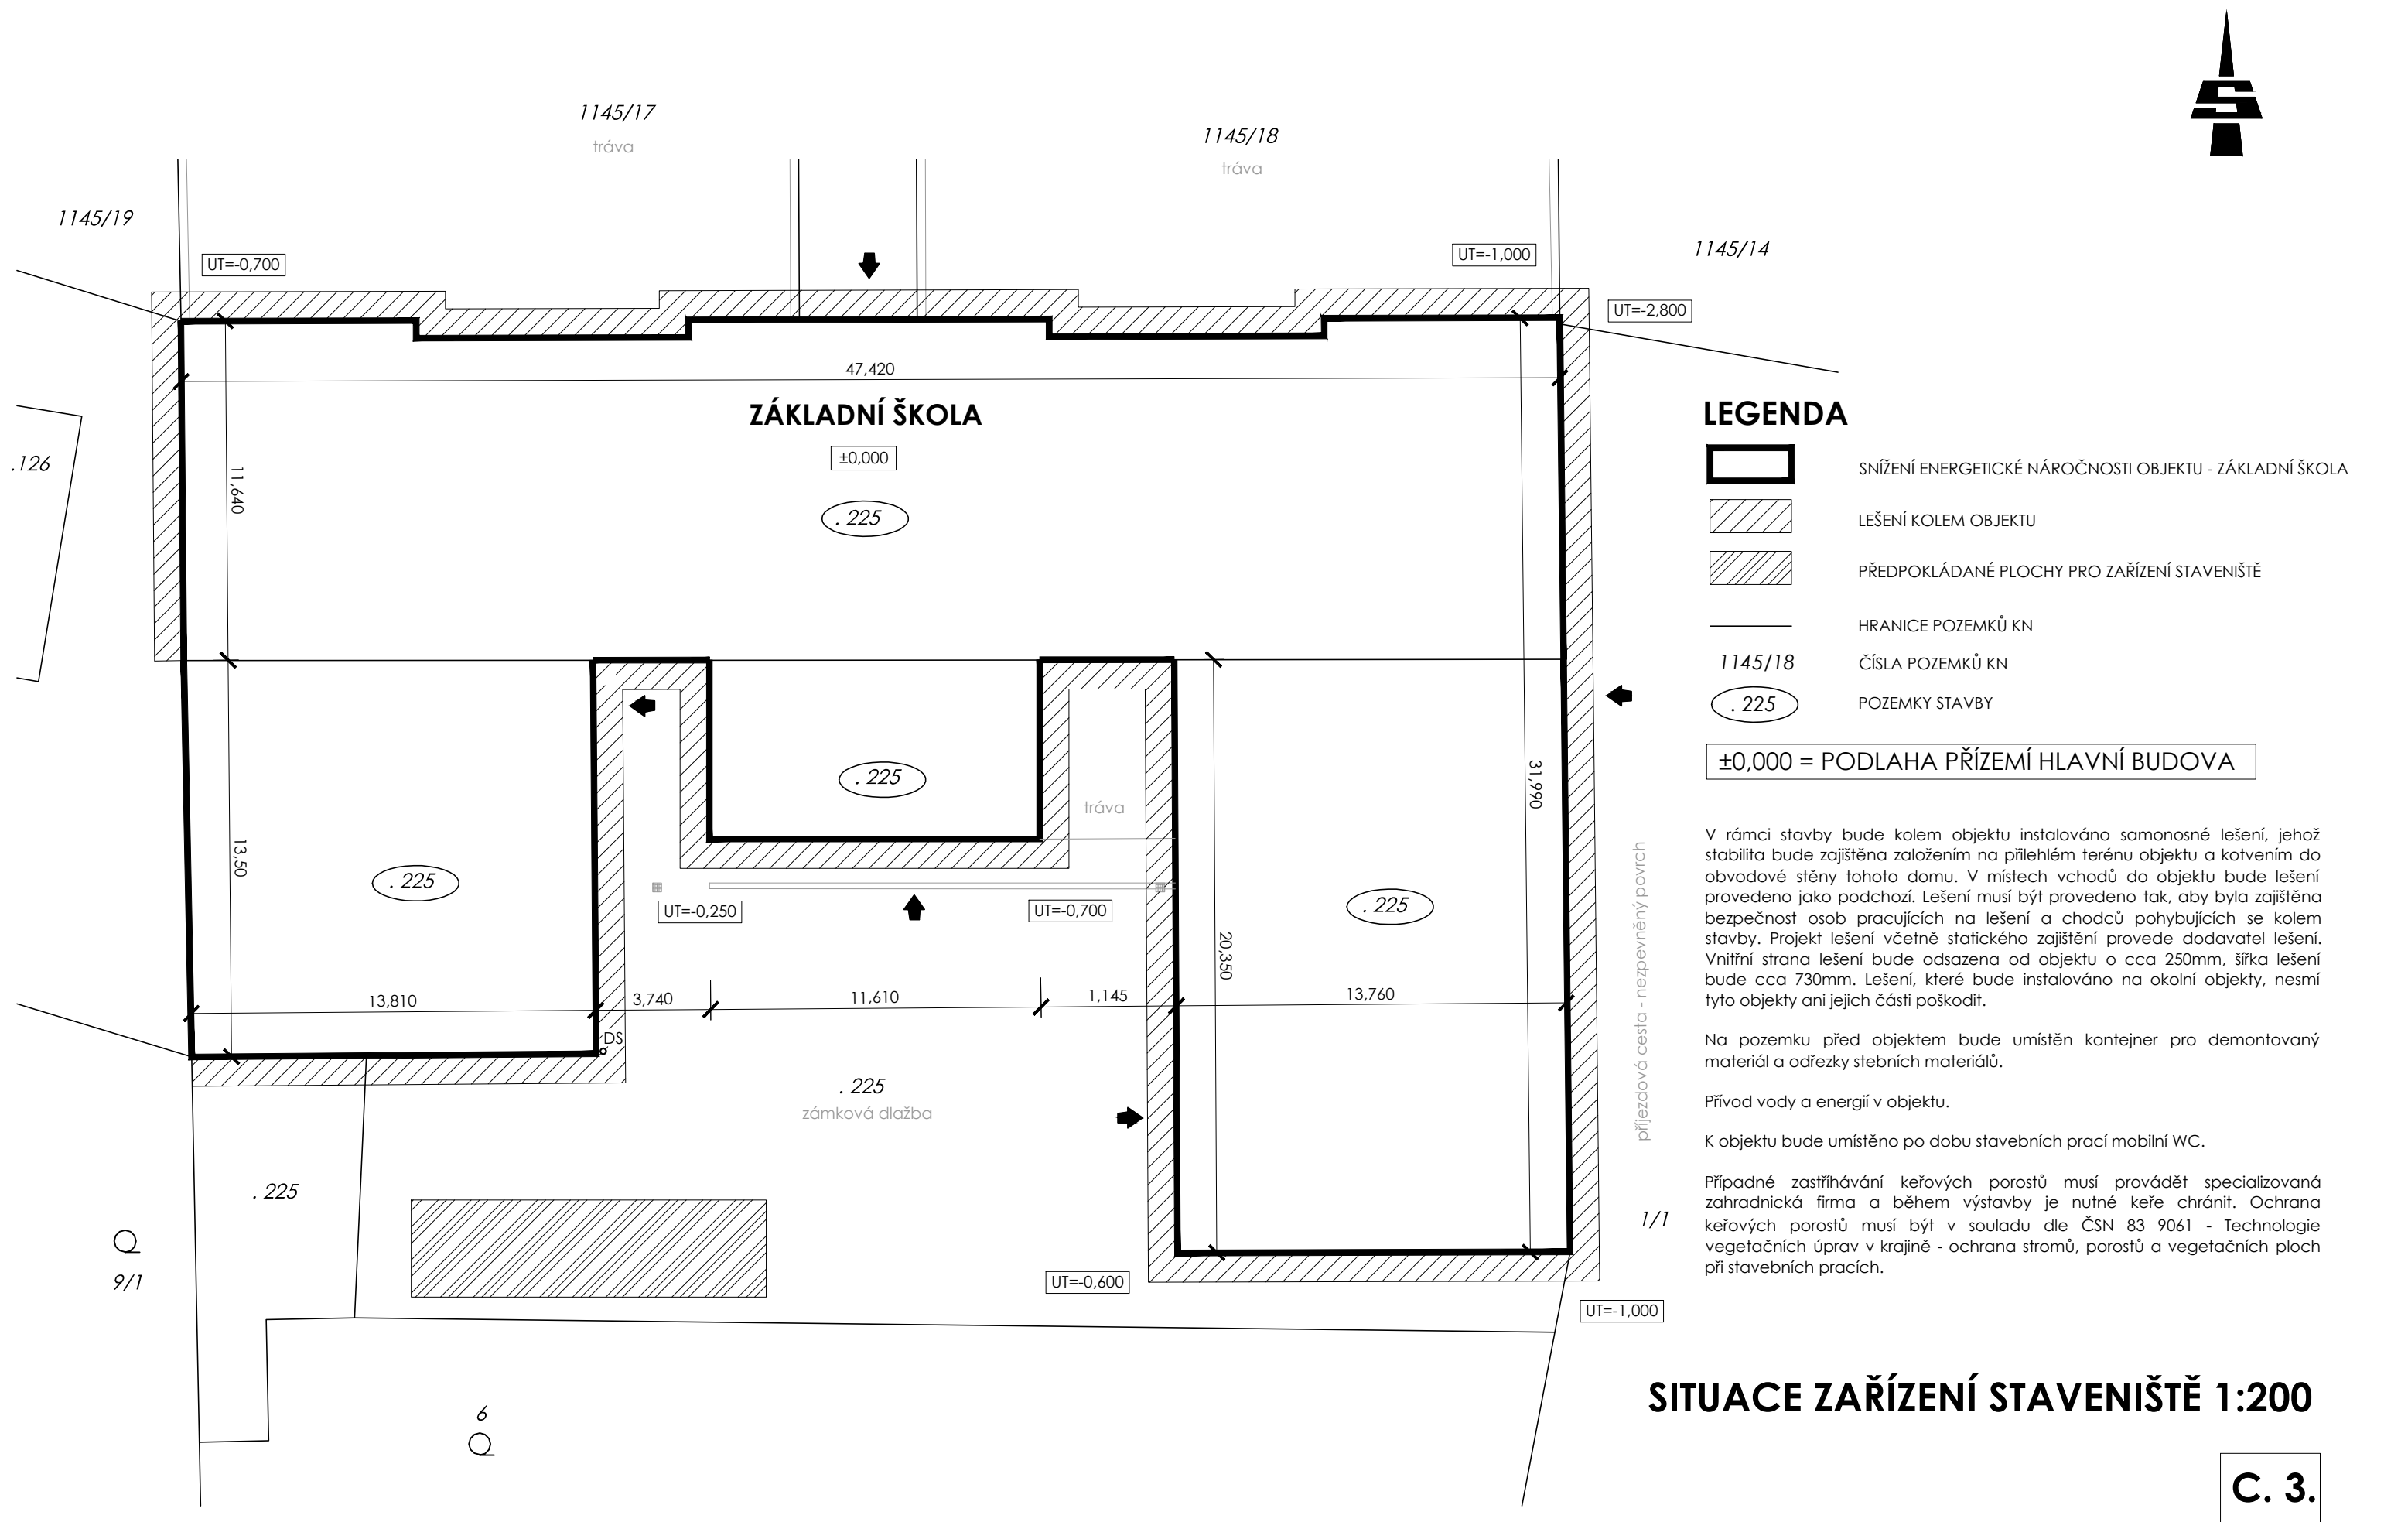 S
1145/17
tráva
1145/18
tráva
1145/19
1145/14
UT=-0,700
UT=-1,000
UT=-2,800
47,420
ZÁKLADNÍ ŠKOLA
±0,000
. 225
.126
11,640
13,50
. 225
. 225
tráva
31,990
20,350
. 225
UT=-0,250
UT=-0,700
13,810
3,740
11,610
1,145
13,760
DS
. 225
zámková dlažba
příjezdová cesta - nezpevněný povrch
. 225
9/1
6
1/1
UT=-0,600
UT=-1,000
LEGENDA
SNÍŽENÍ ENERGETICKÉ NÁROČNOSTI OBJEKTU - ZÁKLADNÍ ŠKOLA
LEŠENÍ KOLEM OBJEKTU
PŘEDPOKLÁDANÉ PLOCHY PRO ZAŘÍZENÍ STAVENIŠTĚ
HRANICE POZEMKŮ KN
1145/18 ČÍSLA POZEMKŮ KN
. 225 POZEMKY STAVBY
±0,000 = PODLAHA PŘÍZEMÍ HLAVNÍ BUDOVA
V rámci stavby bude kolem objektu instalováno samonosné lešení, jehož
stabilita bude zajištěna založením na přilehlém terénu objektu a kotvením do
obvodové stěny tohoto domu. V místech vchodů do objektu bude lešení
provedeno jako podchozí. Lešení musí být provedeno tak, aby byla zajištěna
bezpečnost osob pracujících na lešení a chodců pohybujících se kolem
stavby. Projekt lešení včetně statického zajištění provede dodavatel lešení.
Vnitřní strana lešení bude odsazena od objektu o cca 250mm, šířka lešení
bude cca 730mm. Lešení, které bude instalováno na okolní objekty, nesmí
tyto objekty ani jejich části poškodit.
Na pozemku před objektem bude umístěn kontejner pro demontovaný
materiál a odřezky stebních materiálů.
Přívod vody a energií v objektu.
K objektu bude umístěno po dobu stavebních prací mobilní WC.
Případné zastříhávání keřových porostů musí provádět specializovaná
zahradnická firma a během výstavby je nutné keře chránit. Ochrana
keřových porostů musí být v souladu dle ČSN 83 9061 - Technologie
vegetačních úprav v krajině - ochrana stromů, porostů a vegetačních ploch
při stavebních pracích.
SITUACE ZAŘÍZENÍ STAVENIŠTĚ 1:200
C. 3.